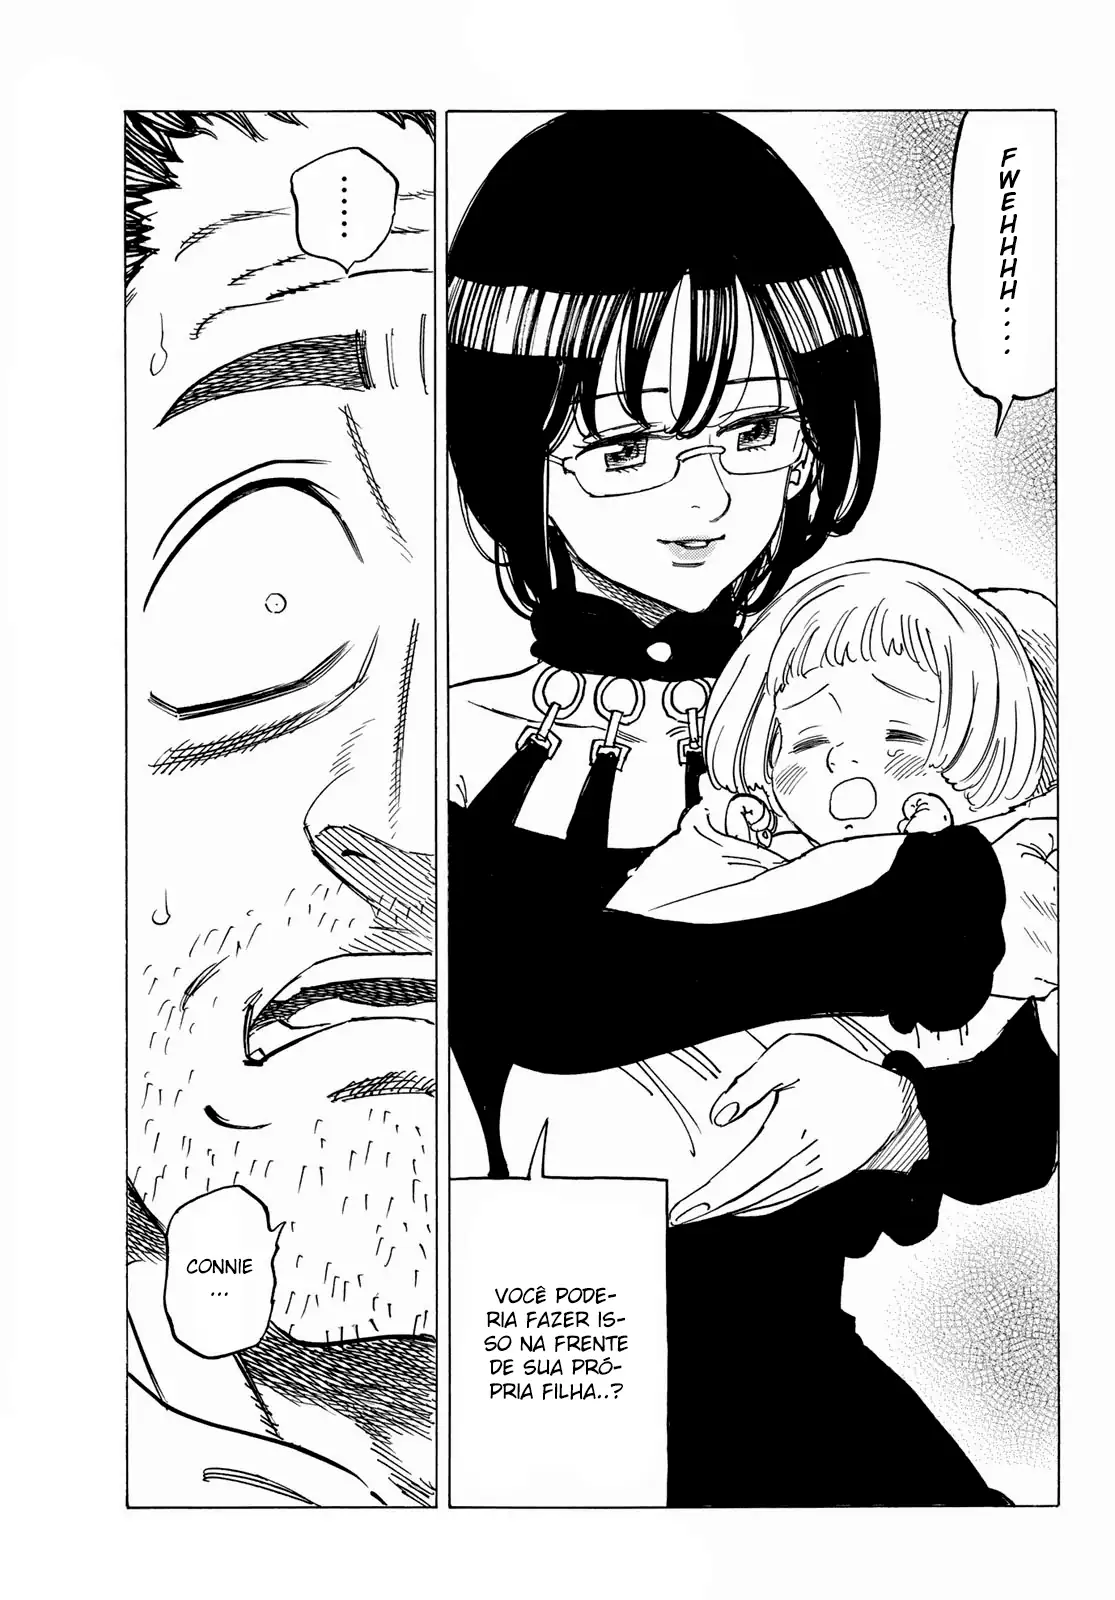 FWEHHHH....
VOCÊ PODE-
RIA FAZER IS-
SO NA FRENTE
DE SUA PRÓ-
PRIA FILHA..?
......
CONNIE
...